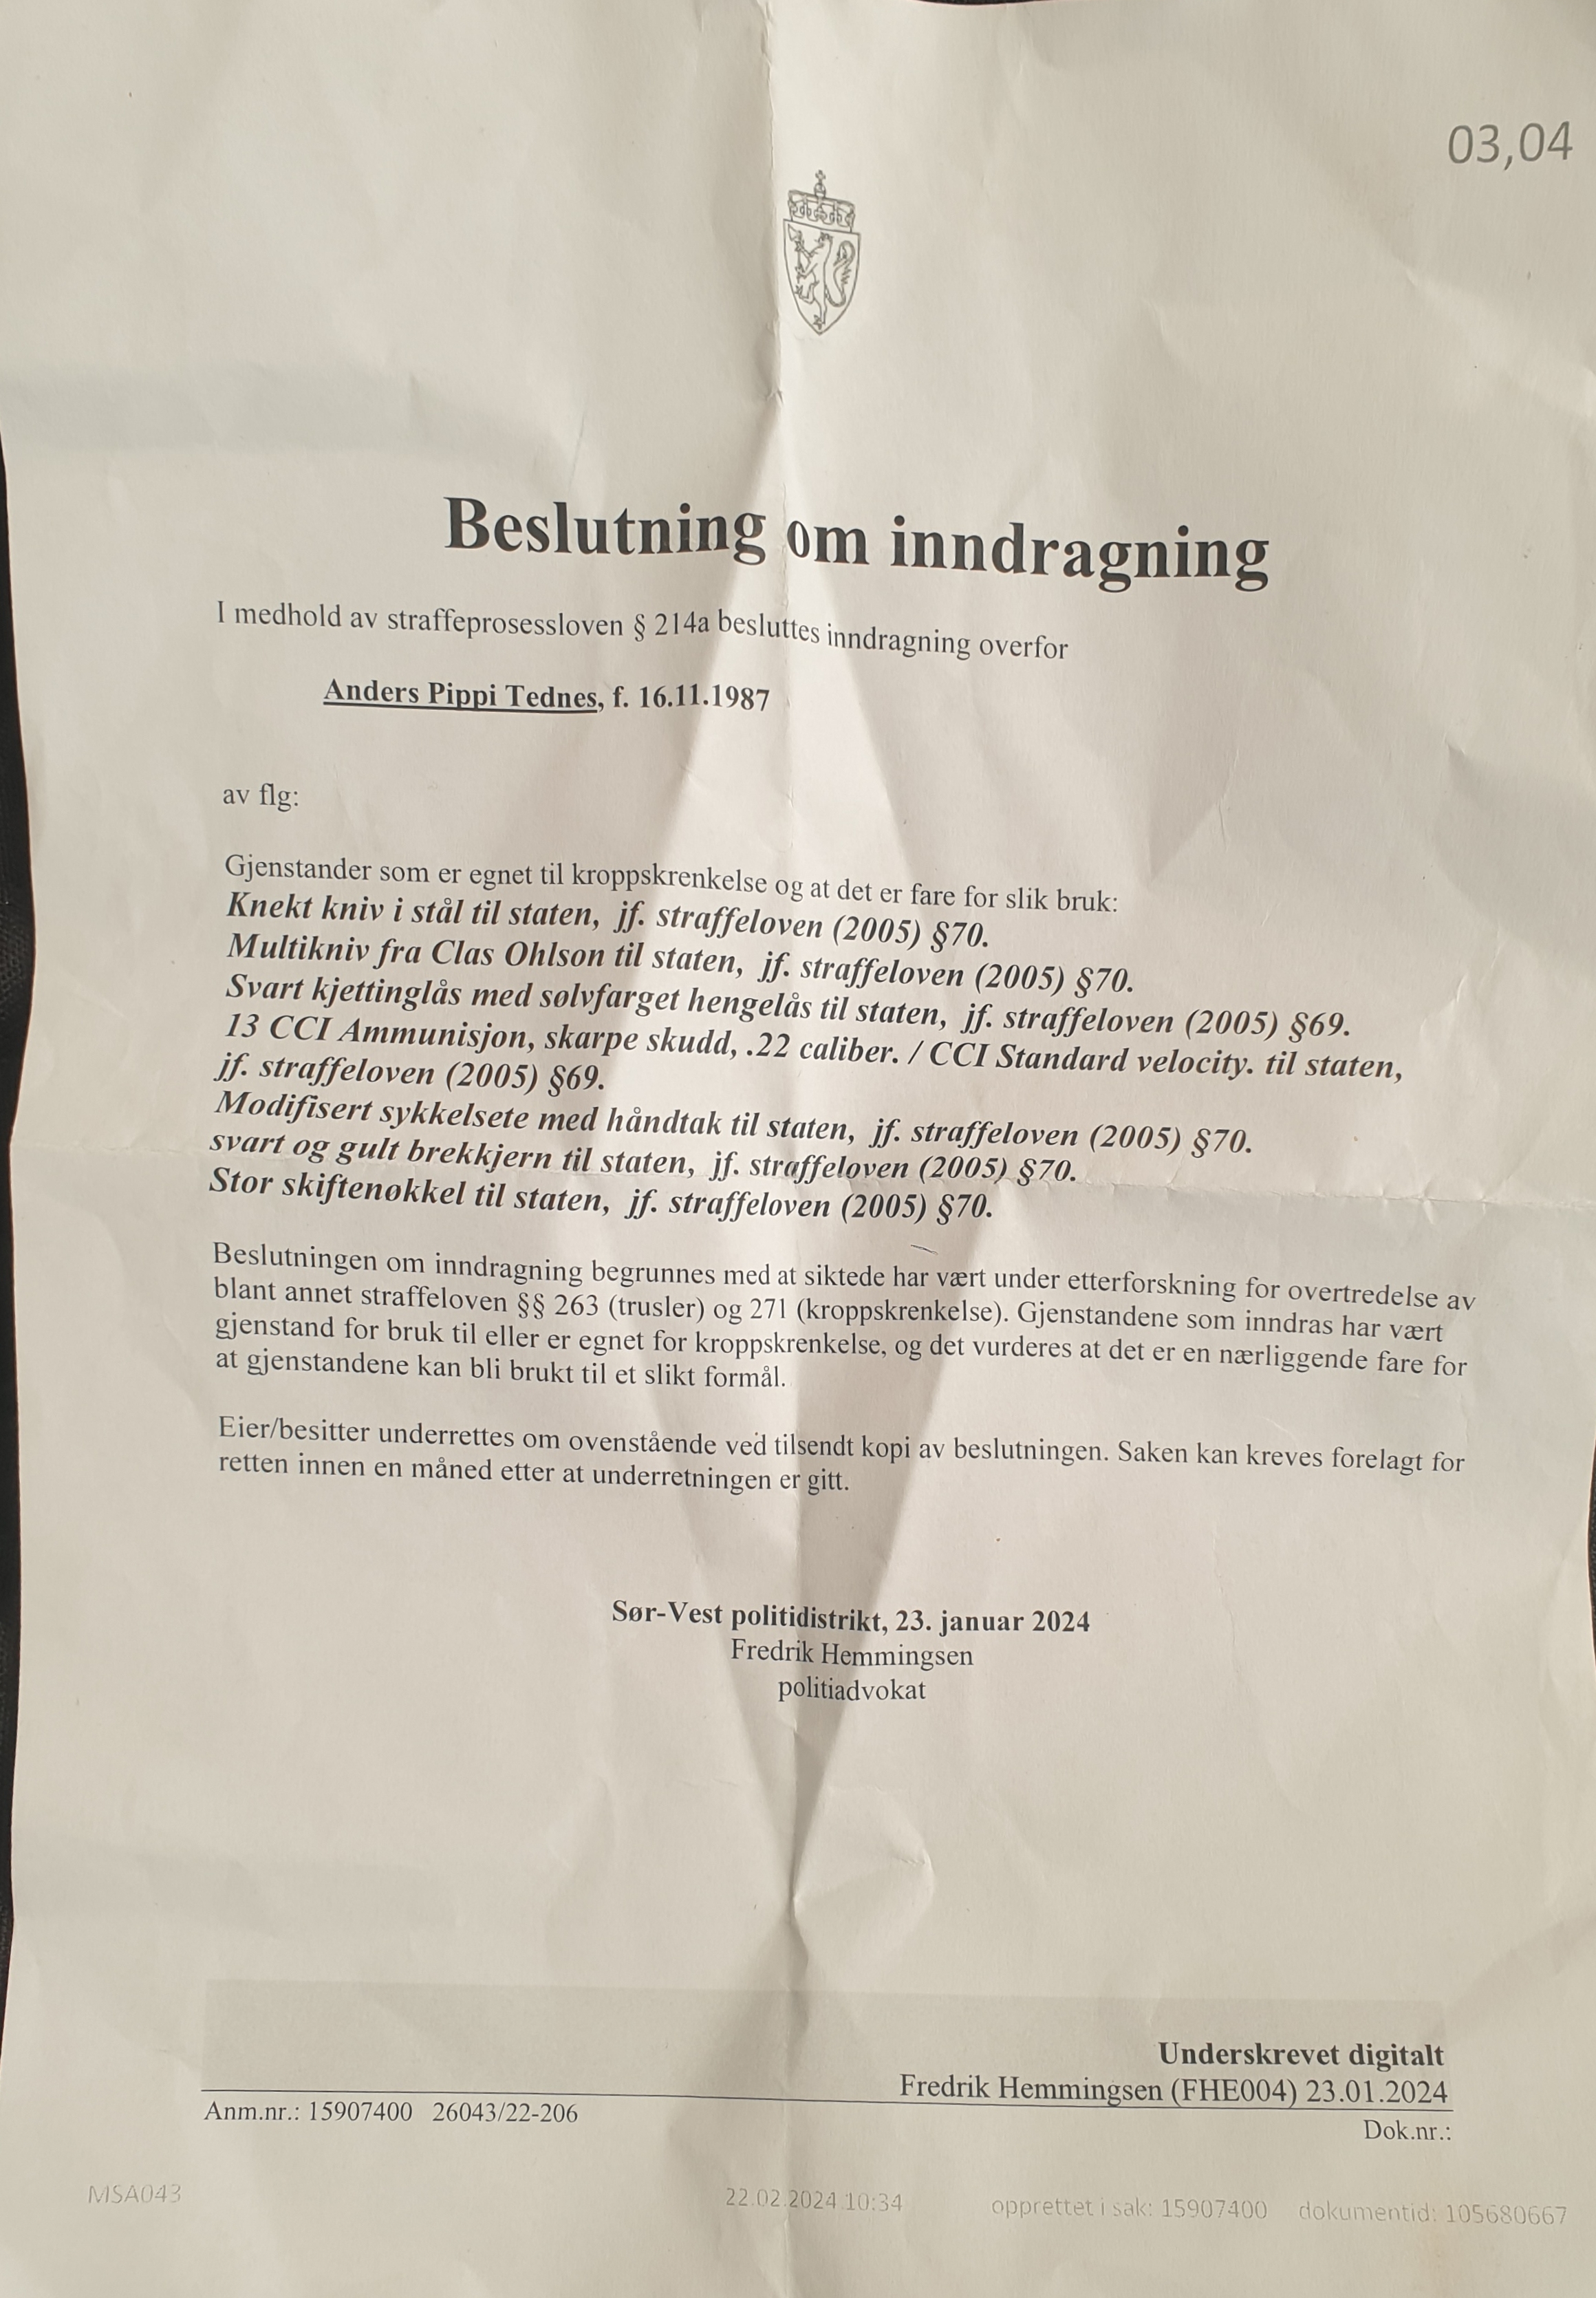 03,04
Beslutning om inndragning
I medhold av straffeprosessloven § 214a besluttes inndragning overfor
Anders Pippi Tednes, f. 16.11.1987
av flg:
Gjenstander som er egnet til kroppskrenkelse og at det er fare for slik bruk:
Knekt kniv i stål til staten, jf. straffeloven (2005) §70.
Multikniv fra Clas Ohlson til staten, jf. straffeloven (2005) §70.
Svart kjettinglås med sølvfarget hengelås til staten, jf. straffeloven (2005) §69.
13 CCI Ammunisjon, skarpe skudd, .22 caliber. / CCI Standard velocity. til staten,
jf. straffeloven (2005) §69.
Modifisert sykkelsete med håndtak til staten, jf. straffeloven (2005) §70.
svart og gult brekkjern til staten, jf. straffeloven (2005) §70.
Stor skiftenøkkel til staten, jf. straffeloven (2005) §70.
Beslutningen om inndragning begrunnes med at siktede har vært under etterforskning for overtredelse av
blant annet straffeloven §§ 263 (trusler) og 271 (kroppskrenkelse). Gjenstandene som inndras har vært
gjenstand for bruk til eller er egnet for kroppskrenkelse, og det vurderes at det er en nærliggende fare for
at gjenstandene kan bli brukt til et slikt formål.
Eier/besitter underrettes om ovenstående ved tilsendt kopi av beslutningen. Saken kan kreves forelagt for
retten innen en måned etter at underretningen er gitt.
Sør-Vest politidistrikt, 23. januar 2024
Fredrik Hemmingsen
politiadvokat
Underskrevet digitalt
Fredrik Hemmingsen (FHE004) 23.01.2024
Anm.nr.: 15907400 26043/22-206
Dok.nr.:
MSA043 22.02.2024 10:34 opprettet i sak: 15907400 dokumentid: 105680667